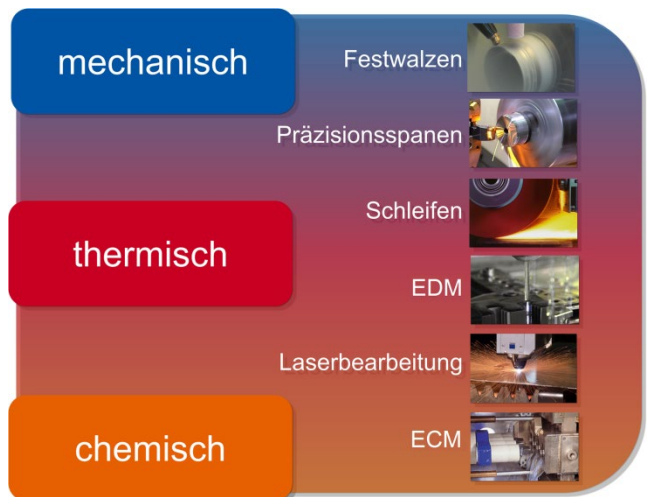 mechanisch
Festwalzen
Präzisionsspanen
Schleifen
thermisch
EDM
Laserbearbeitung
chemisch
ECM